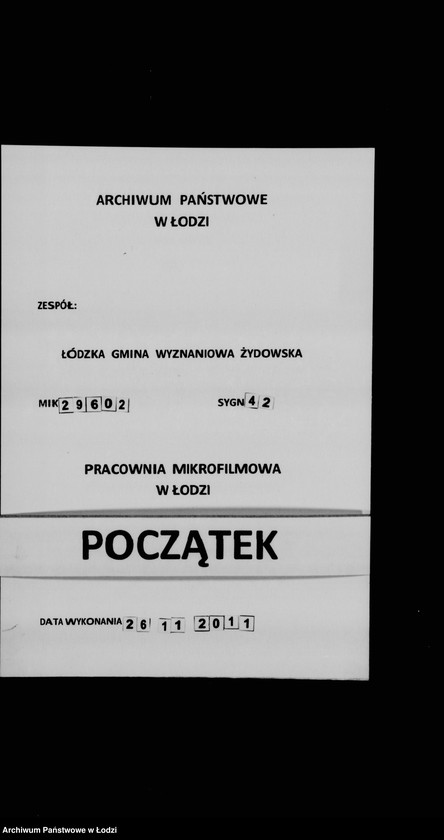 ARCHIWUM PAŃSTWOWE
W ŁODZI
ZESPÓŁ:
ŁÓDZKA GMINA WYZNANIOWA ŻYDOWSKA
MIK 29602 SYGN 42
PRACOWNIA MIKROFILMOWA
W ŁODZI
POCZĄTEK
DATA WYKONANIA 26 11 2011
Archiwum Państwowe w Łodzi